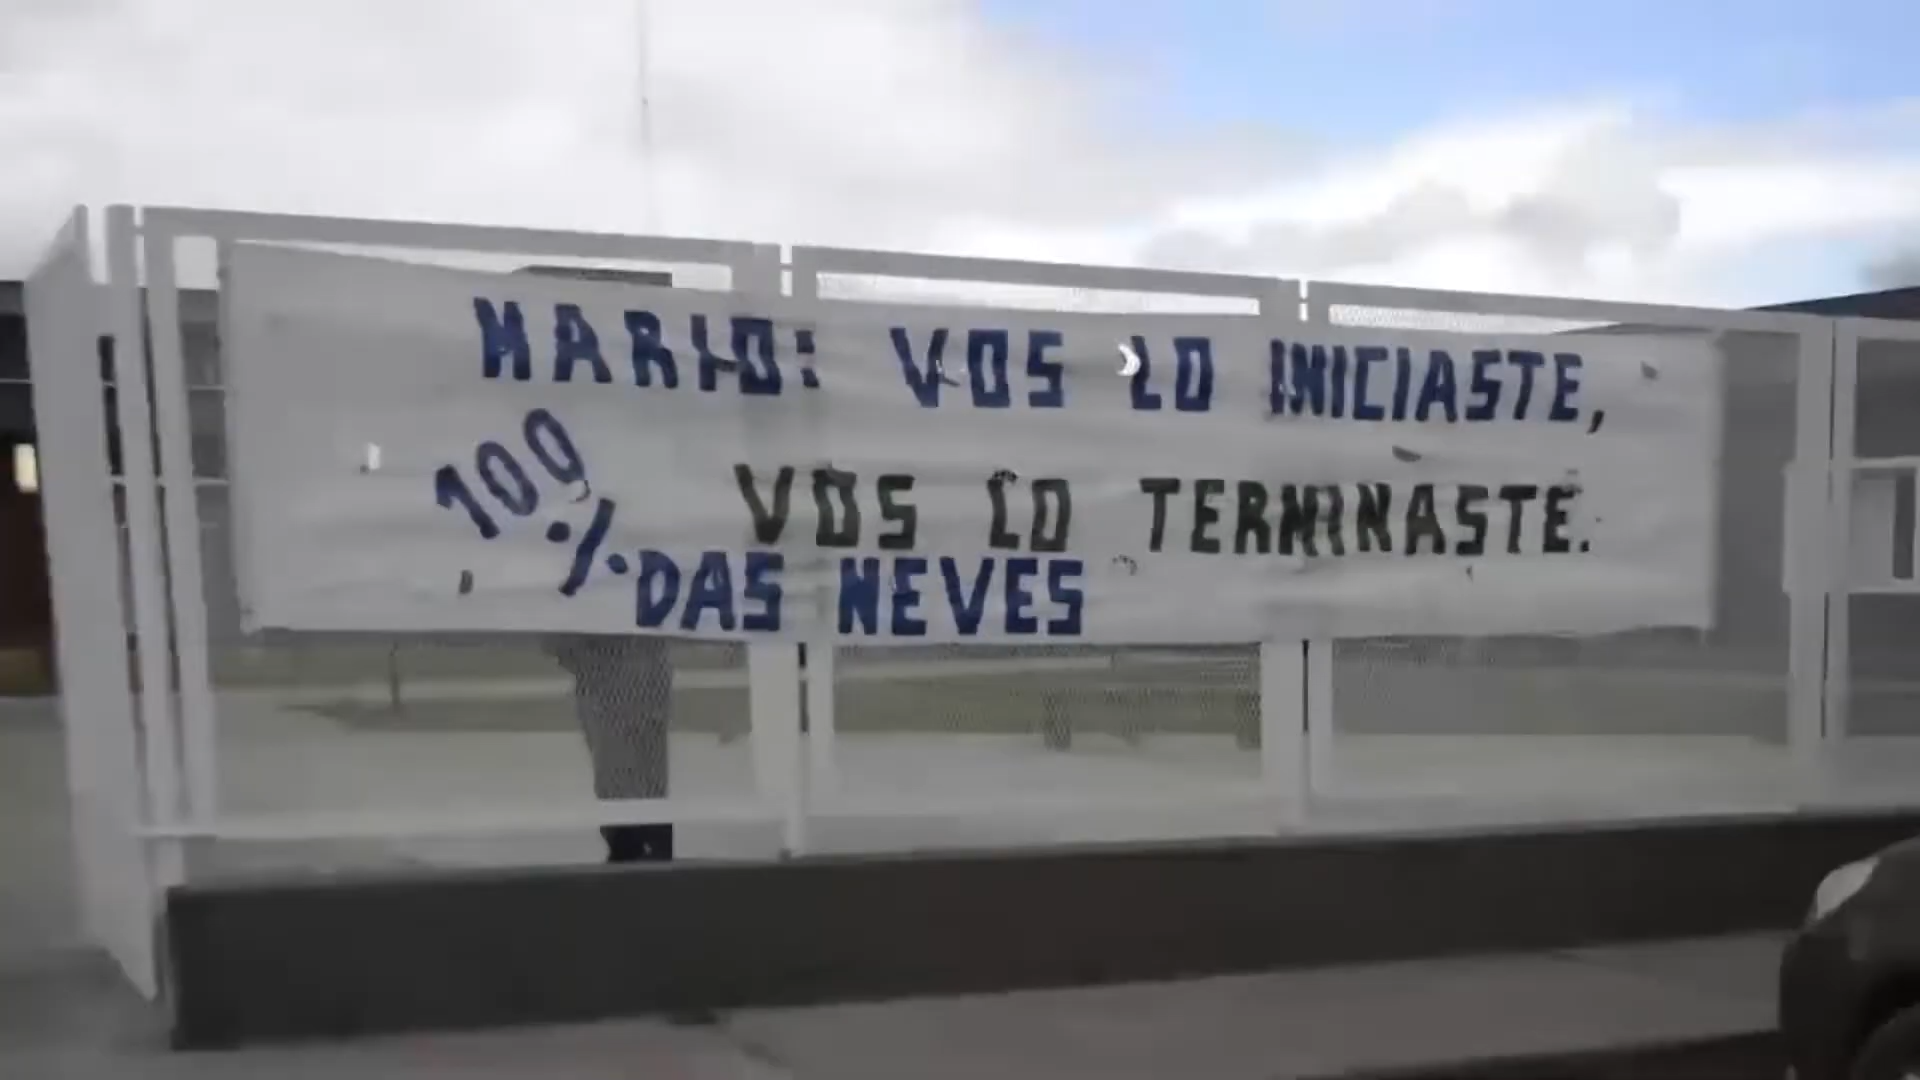 MARIO: VOS LO INICIASTE,
VOS LO TERMINASTE.
100%
DAS NEVES